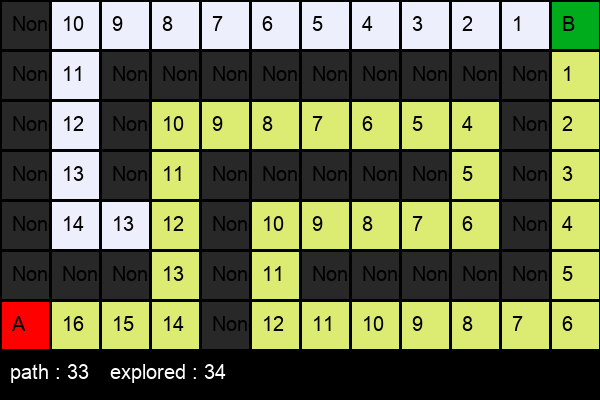 Non 10 9 8 7 6 5 4 3 2 1 B
Non 11 Non Non Non Non Non Non Non Non Non 1
Non 12 Non 10 9 8 7 6 5 4 Non 2
Non 13 Non 11 Non Non Non Non Non 5 Non 3
Non 14 13 12 Non 10 9 8 7 6 Non 4
Non Non Non 13 Non 11 Non Non Non Non Non 5
A 16 15 14 Non 12 11 10 9 8 7 6
path : 33 explored : 34